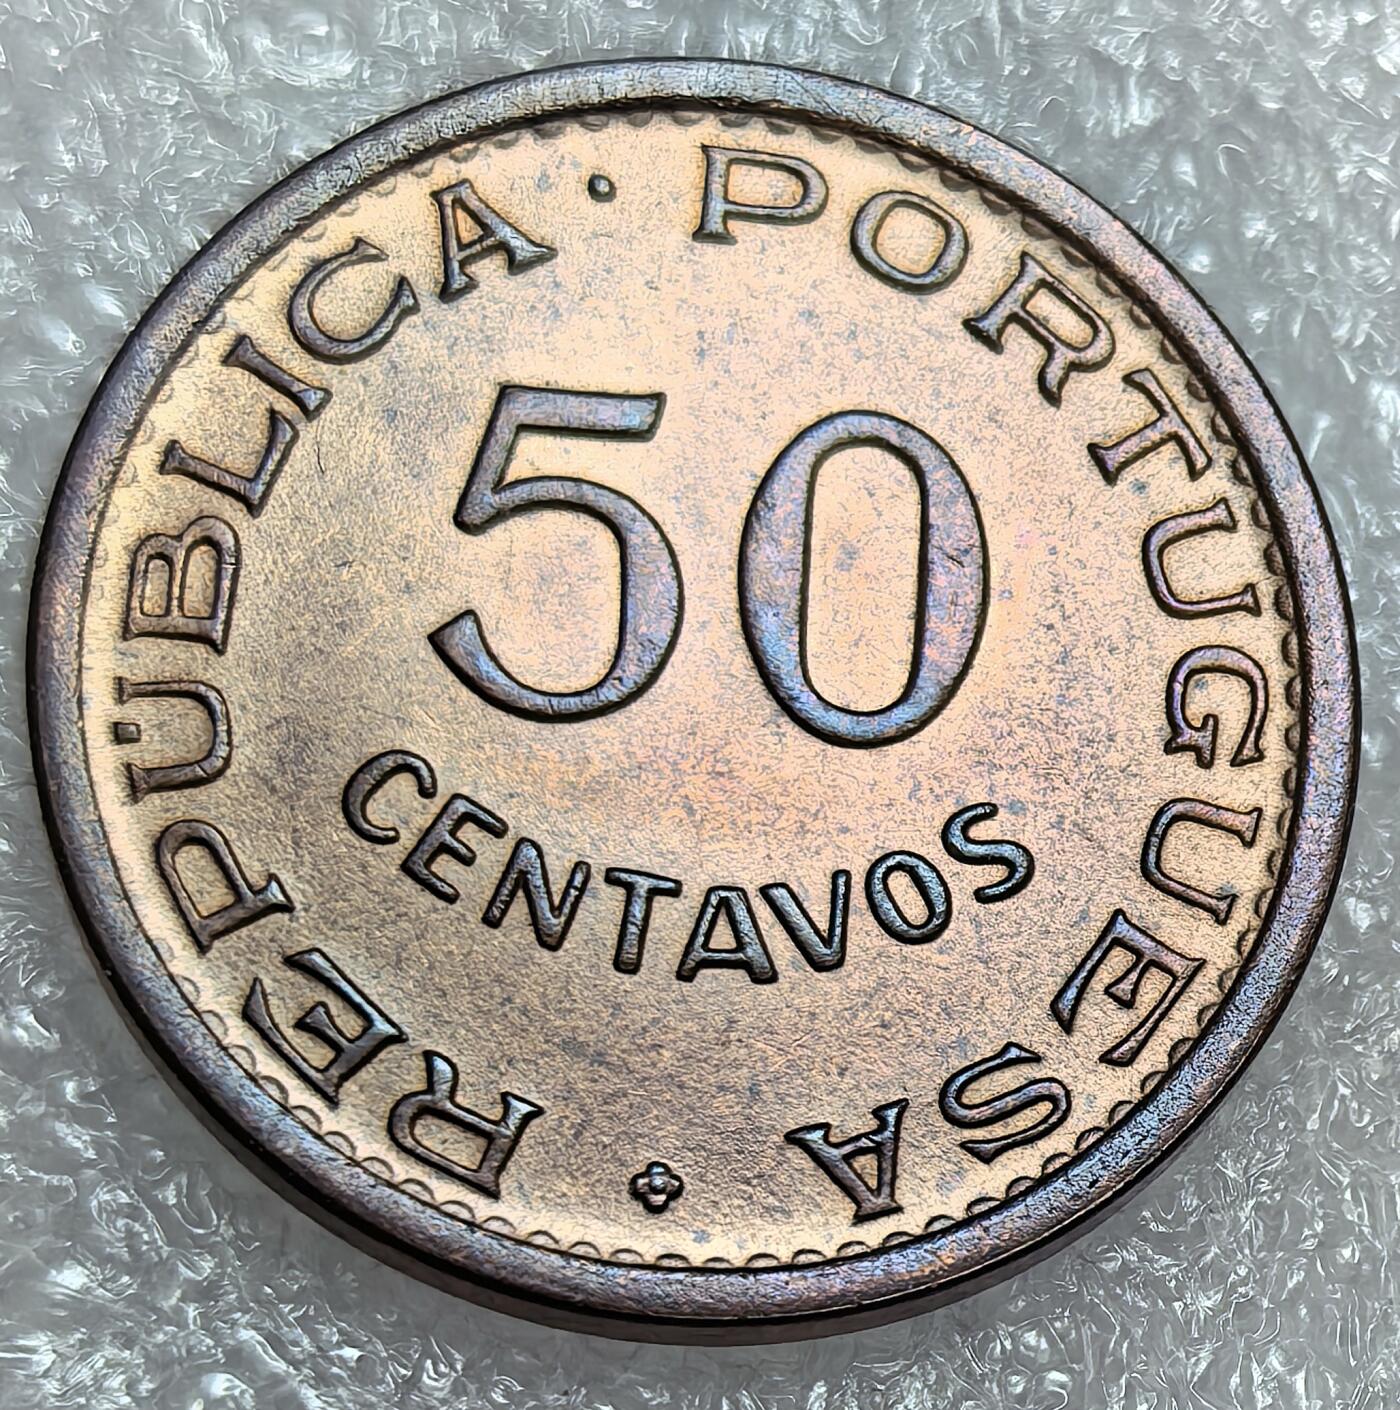 REPÚBLICA · PORTUGUESA
50
CENTAVOS